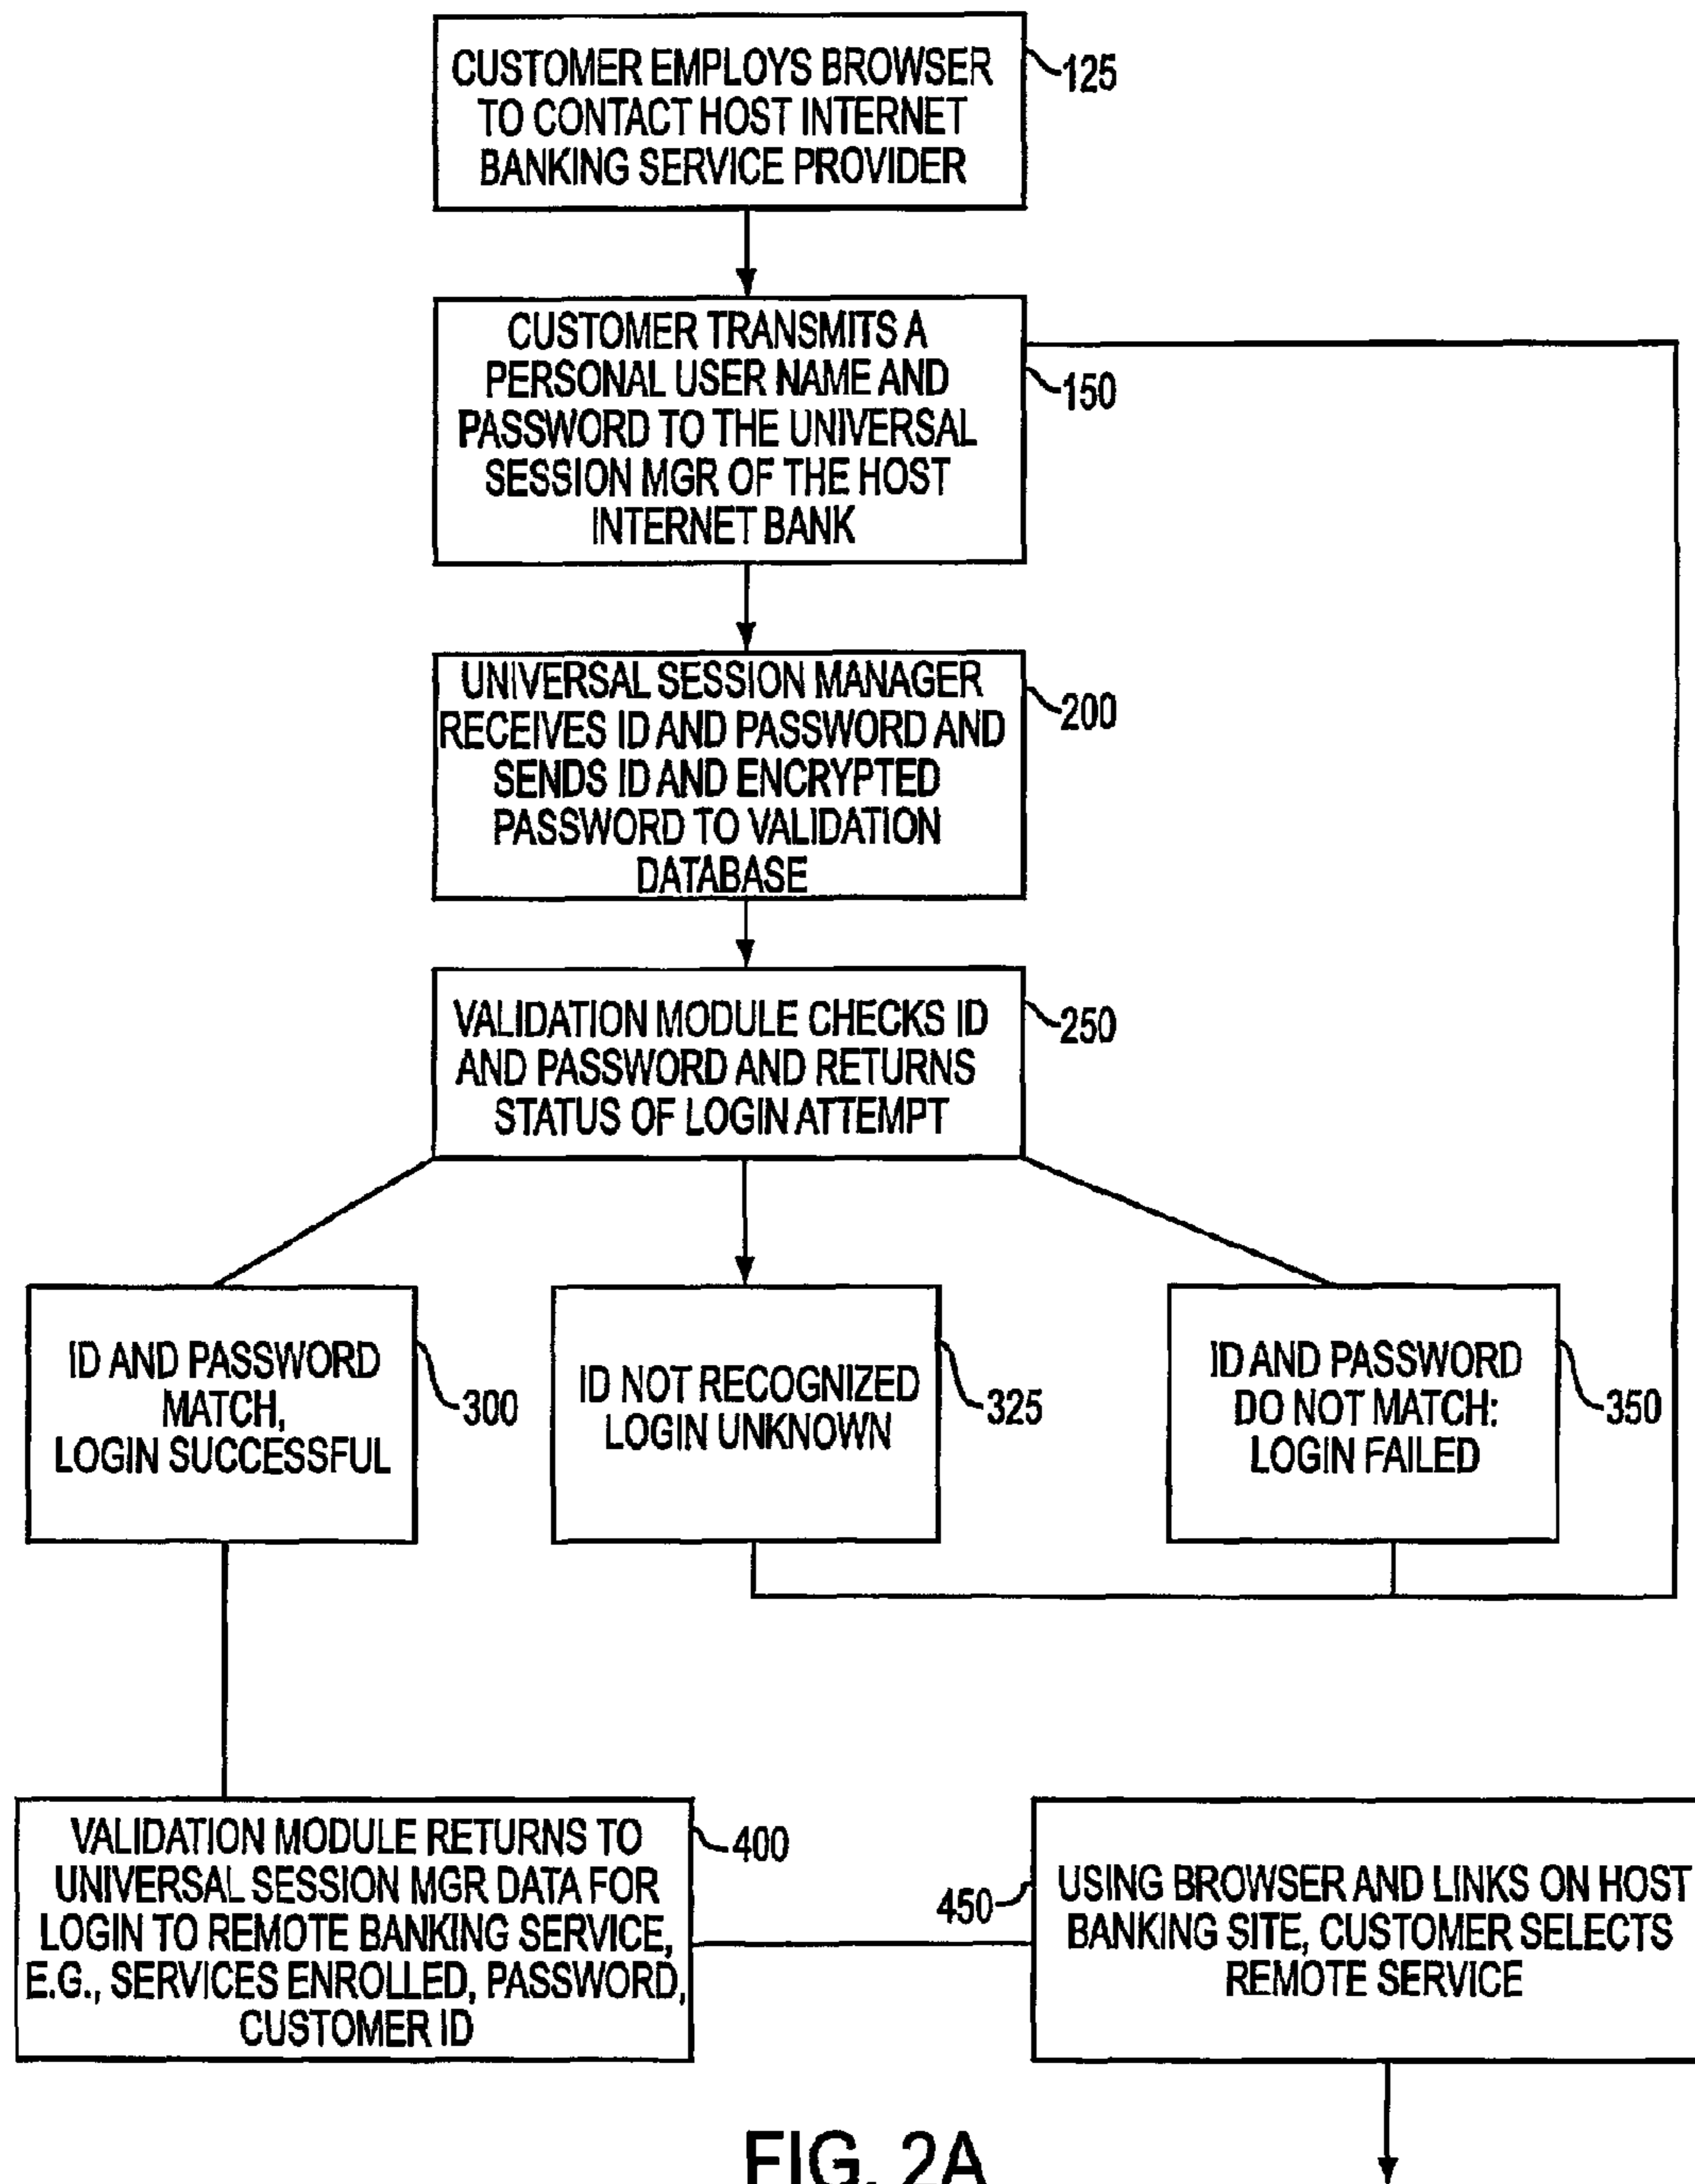 CUSTOMER EMPLOYS BROWSER
TO CONTACT HOST INTERNET
BANKING SERVICE PROVIDER
125
CUSTOMER TRANSMITS A
PERSONAL USER NAME AND
PASSWORD TO THE UNIVERSAL
SESSION MGR OF THE HOST
INTERNET BANK
150
UNIVERSAL SESSION MANAGER
RECEIVES ID AND PASSWORD AND
SENDS ID AND ENCRYPTED
PASSWORD TO VALIDATION
DATABASE
200
VALIDATION MODULE CHECKS ID
AND PASSWORD AND RETURNS
STATUS OF LOGIN ATTEMPT
250
ID AND PASSWORD
MATCH,
LOGIN SUCCESSFUL
300
ID NOT RECOGNIZED
LOGIN UNKNOWN
325
ID AND PASSWORD
DO NOT MATCH:
LOGIN FAILED
350
VALIDATION MODULE RETURNS TO
UNIVERSAL SESSION MGR DATA FOR
LOGIN TO REMOTE BANKING SERVICE,
E.G., SERVICES ENROLLED, PASSWORD,
CUSTOMER ID
400
450
USING BROWSER AND LINKS ON HOST
BANKING SITE, CUSTOMER SELECTS
REMOTE SERVICE
FIG. 2A